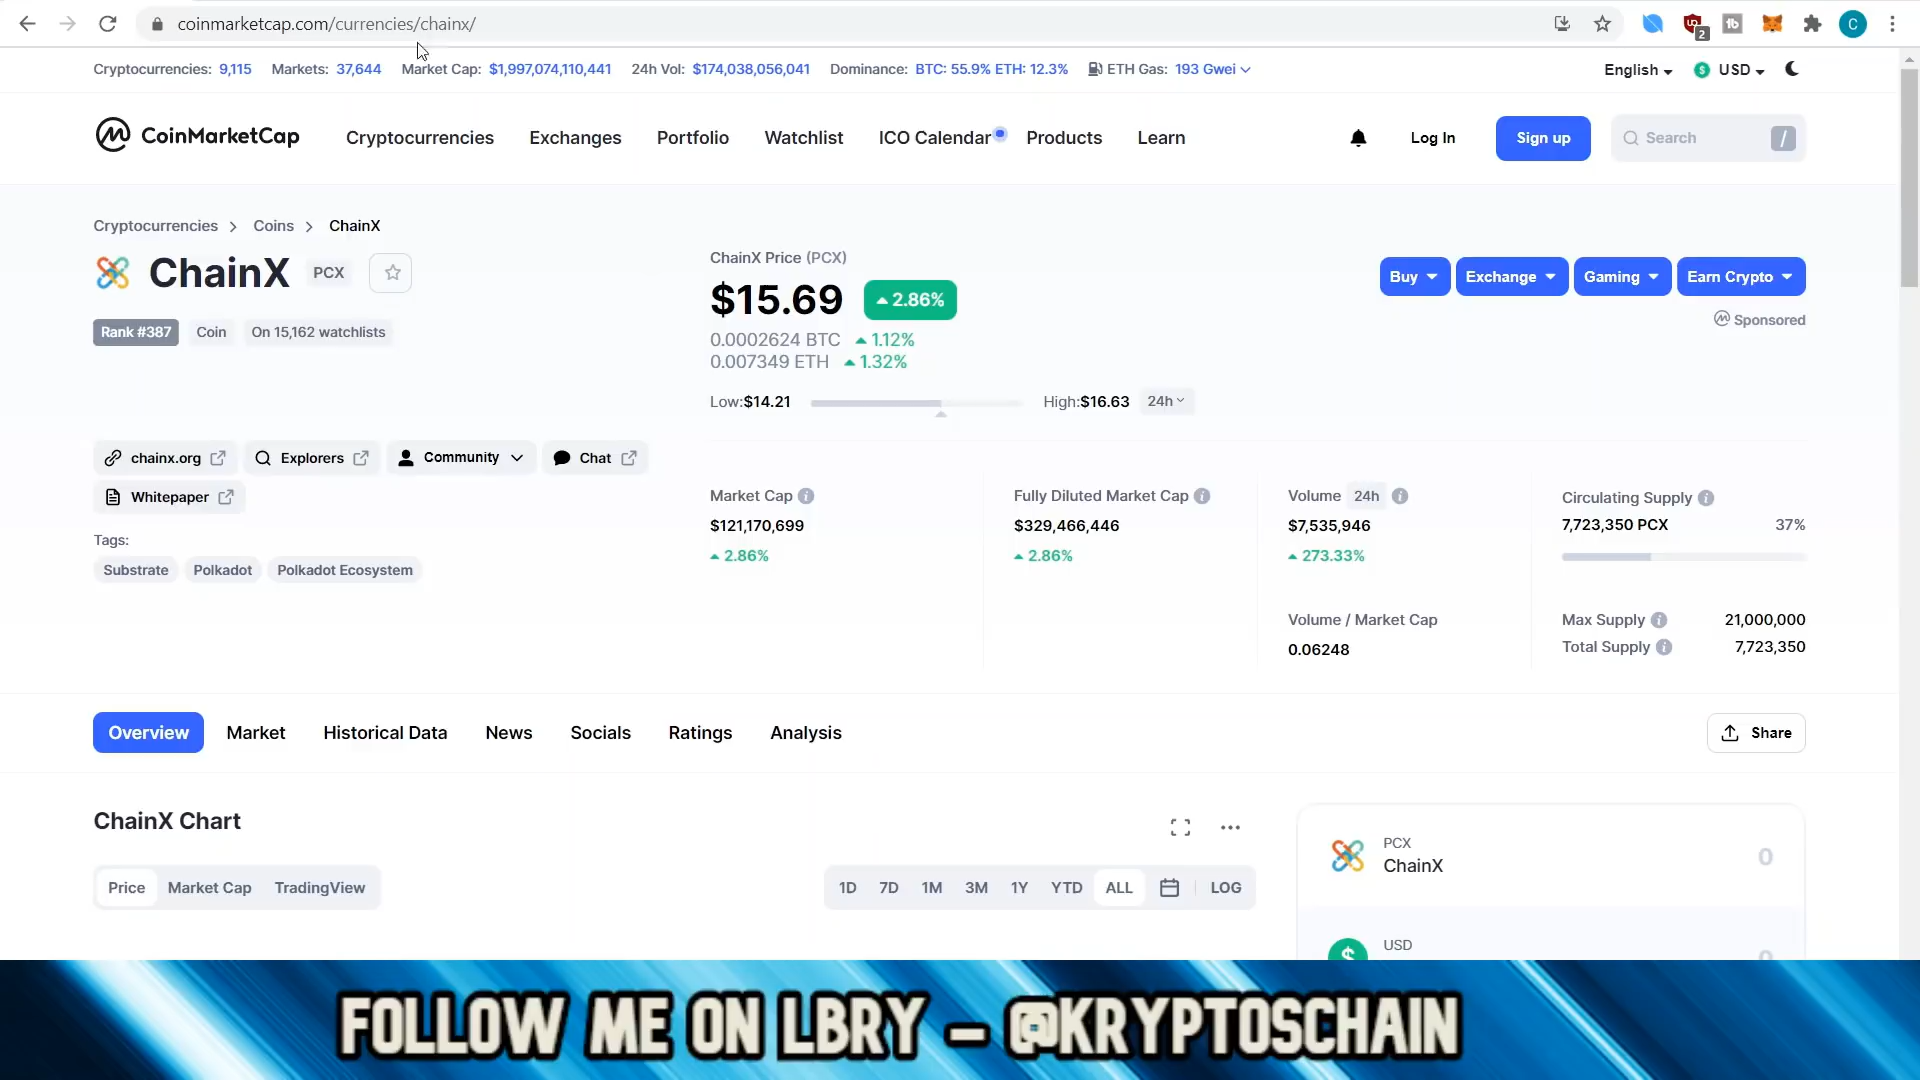 coinmarketcap.com/currencies/chainx/
2
C
Cryptocurrencies: 9,115 Markets: 37,644 Market Cap: $1,997,074,110,441 24h Vol: $174,038,056,041 Dominance: BTC: 55.9% ETH: 12.3% ETH Gas: 193 Gwei
English USD
CoinMarketCap
Cryptocurrencies Exchanges Portfolio Watchlist ICO Calendar Products Learn
Log In Sign up Search /
Cryptocurrencies > Coins > ChainX
ChainX PCX
Rank #387 Coin On 15,162 watchlists
ChainX Price (PCX)
$15.69 2.86%
0.0002624 BTC 1.12%
0.007349 ETH 1.32%
Low:$14.21 High:$16.63 24h
Buy Exchange Gaming Earn Crypto
Sponsored
chainx.org Explorers Community Chat
Whitepaper
Tags:
Substrate Polkadot Polkadot Ecosystem
Market Cap
$121,170,699
2.86%
Fully Diluted Market Cap
$329,466,446
2.86%
Volume 24h
$7,535,946
273.33%
Volume / Market Cap
0.06248
Circulating Supply
7,723,350 PCX 37%
Max Supply 21,000,000
Total Supply 7,723,350
Overview Market Historical Data News Socials Ratings Analysis
Share
ChainX Chart
Price Market Cap TradingView
1D 7D 1M 3M 1Y YTD ALL LOG
PCX
ChainX 0
USD
$ 0
FOLLOW ME ON LBRY – @KRYPTOSCHAIN